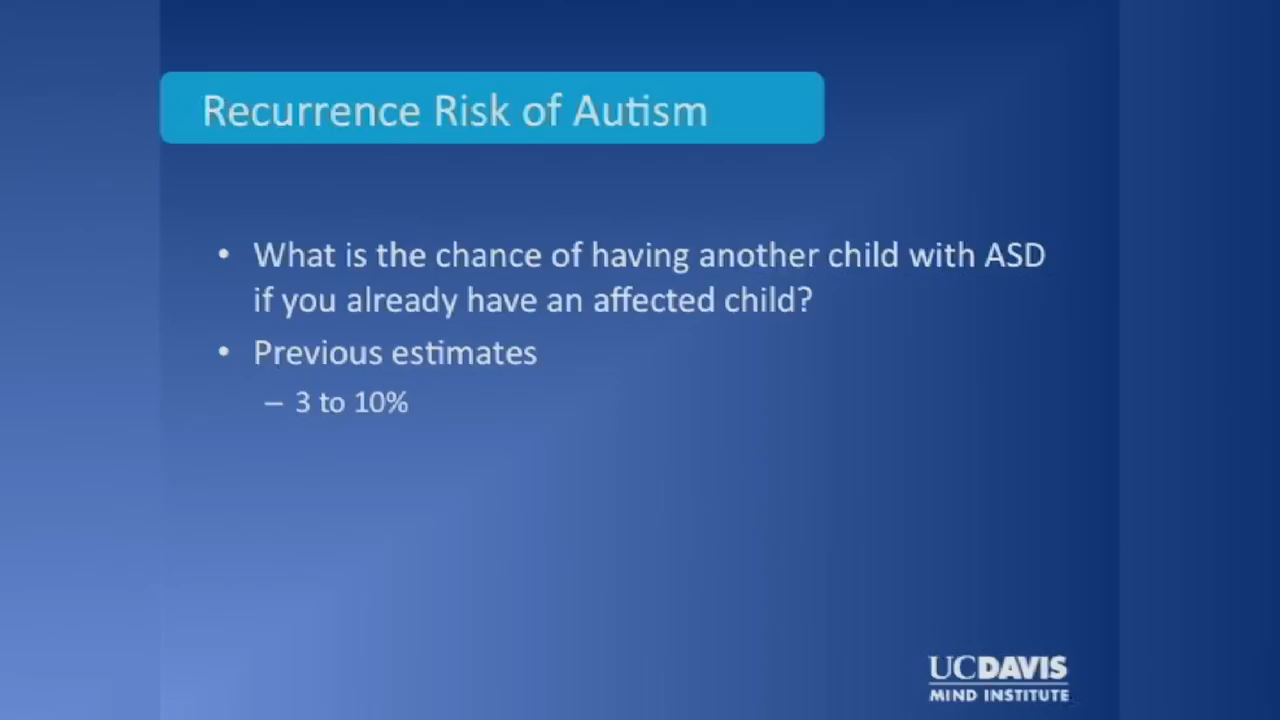 Recurrence Risk of Autism
• What is the chance of having another child with ASD
if you already have an affected child?
• Previous estimates
– 3 to 10%
UCDAVIS
MIND INSTITUTE